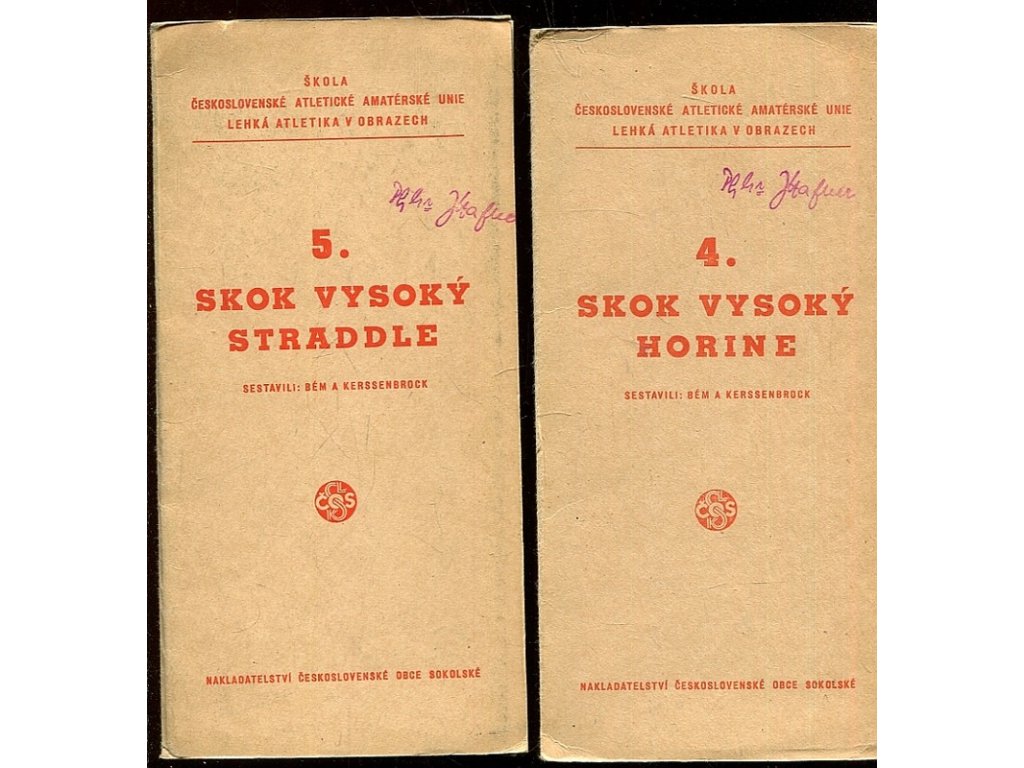 ŠKOLA
ČESKOSLOVENSKÉ ATLETICKÉ AMATÉRSKÉ UNIE
LEHKÁ ATLETIKA V OBRAZECH
5.
SKOK VYSOKÝ
STRADDLE
SESTAVILI: BÉM A KERSSENBROCK
NAKLADATELSTVÍ ČESKOSLOVENSKÉ OBCE SOKOLSKÉ
ŠKOLA
ČESKOSLOVENSKÉ ATLETICKÉ AMATÉRSKÉ UNIE
LEHKÁ ATLETIKA V OBRAZECH
4.
SKOK VYSOKÝ
HORINE
SESTAVILI: BÉM A KERSSENBROCK
NAKLADATELSTVÍ ČESKOSLOVENSKÉ OBCE SOKOLSKÉ